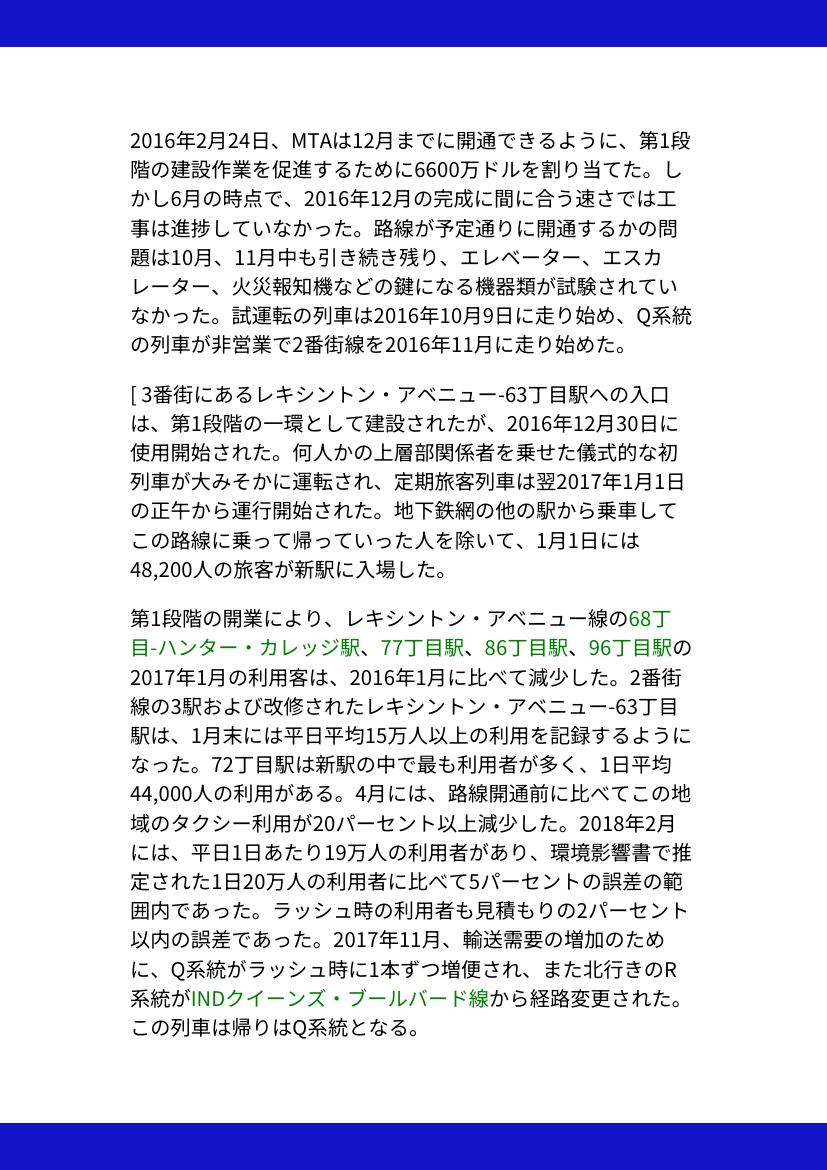 2016年2月24日、MTAは12月までに開通できるように、第1段
階の建設作業を促進するために6600万ドルを割り当てた。し
かし6月の時点で、2016年12月の完成に間に合う速さでは工
事は進捗していなかった。路線が予定通りに開通するかの問
題は10月、11月中も引き続き残り、エレベーター、エスカ
レーター、火災報知機などの鍵になる機器類が試験されてい
なかった。試運転の列車は2016年10月9日に走り始め、Q系統
の列車が非営業で2番街線を2016年11月に走り始めた。
[ 3番街にあるレキシントン・アベニュー-63丁目駅への入口
は、第1段階の一環として建設されたが、2016年12月30日に
使用開始された。何人かの上層部関係者を乗せた儀式的な初
列車が大みそかに運転され、定期旅客列車は翌2017年1月1日
の正午から運行開始された。地下鉄網の他の駅から乗車して
この路線に乗って帰っていった人を除いて、1月1日には
48,200人の旅客が新駅に入場した。
第1段階の開業により、レキシントン・アベニュー線の68丁
目-ハンター・カレッジ駅、77丁目駅、86丁目駅、96丁目駅の
2017年1月の利用客は、2016年1月に比べて減少した。2番街
線の3駅および改修されたレキシントン・アベニュー-63丁目
駅は、1月末には平日平均15万人以上の利用を記録するように
なった。72丁目駅は新駅の中で最も利用者が多く、1日平均
44,000人の利用がある。4月には、路線開通前に比べてこの地
域のタクシー利用が20パーセント以上減少した。2018年2月
には、平日1日あたり19万人の利用者があり、環境影響書で推
定された1日20万人の利用者に比べて5パーセントの誤差の範
囲内であった。ラッシュ時の利用者も見積もりの2パーセント
以内の誤差であった。2017年11月、輸送需要の増加のため
に、Q系統がラッシュ時に1本ずつ増便され、また北行きのR
系統がINDクイーンズ・ブールバード線から経路変更された。
この列車は帰りはQ系統となる。